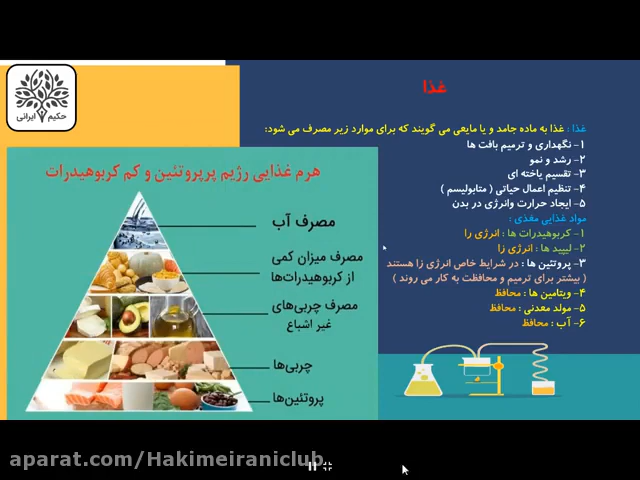 حکیم ایرانی
غذا
غذا : غذا به ماده جامد و یا مایعی می گویند که برای موارد زیر مصرف می شود:
۱- نگهداری و ترمیم بافت ها
۲- رشد و نمو
۳- تقسیم یاخته ای
۴- تنظیم اعمال حیاتی ( متابولیسم )
۵- ایجاد حرارت وانرژی در بدن
مواد غذایی مغذی :
۱- کربوهیدرات ها : انرژی زا
۲- لیپید ها : انرژی زا
۳- پروتئین ها : در شرایط خاص انرژی زا هستند
( بیشتر برای ترمیم و محافظت به کار می روند )
۴- ویتامین ها : محافظ
۵- مولد معدنی : محافظ
۶- آب : محافظ
هرم غذایی رژیم پرپروتئین و کم کربوهیدرات
مصرف آب
مصرف میزان کمی
از کربوهیدرات‌ها
مصرف چربی‌های
غیر اشباع
چربی‌ها
پروتئین‌ها
aparat.com/Hakimeiraniclub